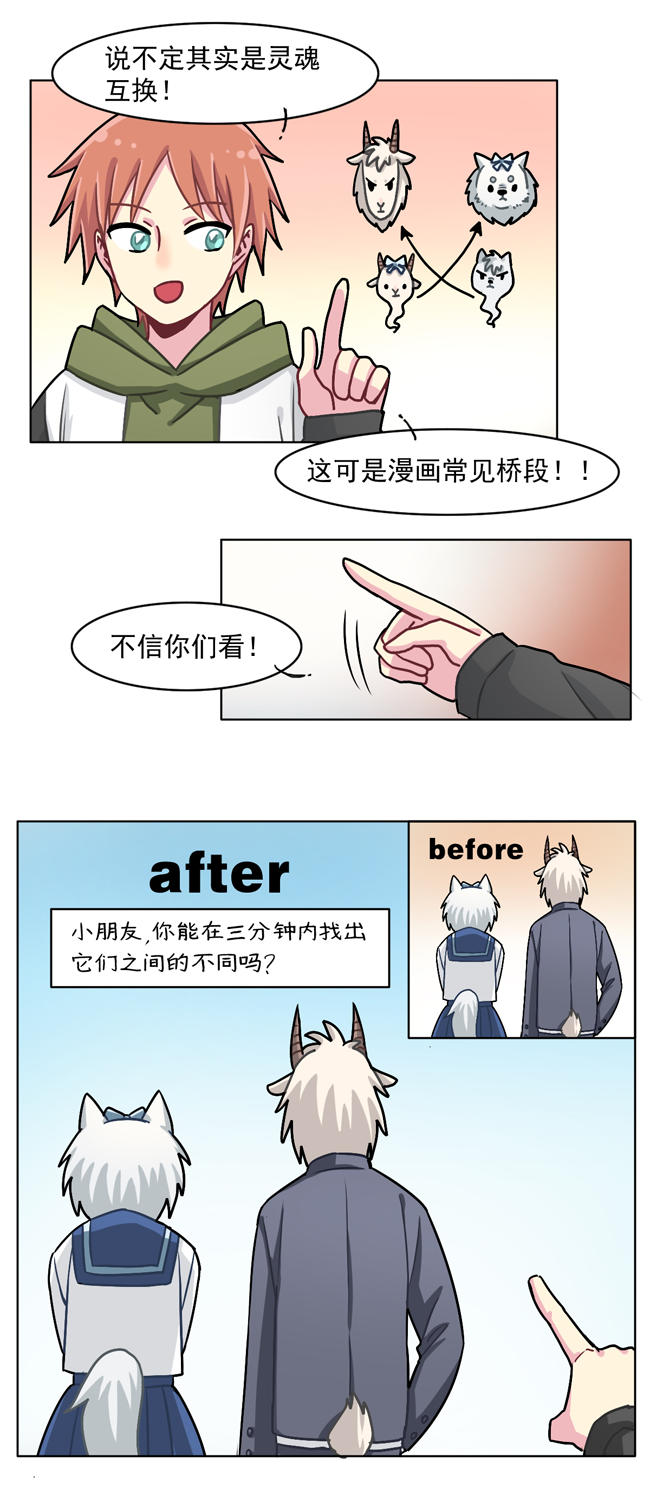 说不定其实是灵魂
互换！
这可是漫画常见桥段！！
不信你们看！
after
before
小朋友,你能在三分钟内找出
它们之间的不同吗?